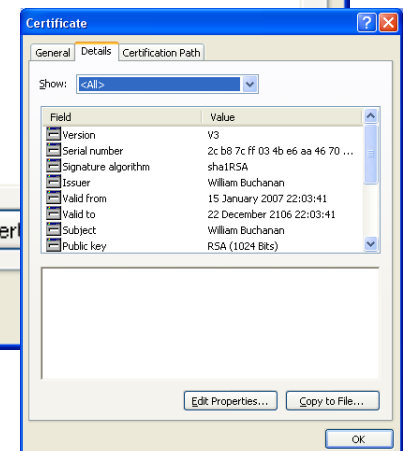 Certificate
General Details Certification Path
Show: <All>
Field Value
Version V3
Serial number 2c b8 7c ff 03 4b e6 aa 46 70 ...
Signature algorithm sha1RSA
Issuer William Buchanan
Valid from 15 January 2007 22:03:41
Valid to 22 December 2106 22:03:41
Subject William Buchanan
Public key RSA (1024 Bits)
Edit Properties... Copy to File...
OK